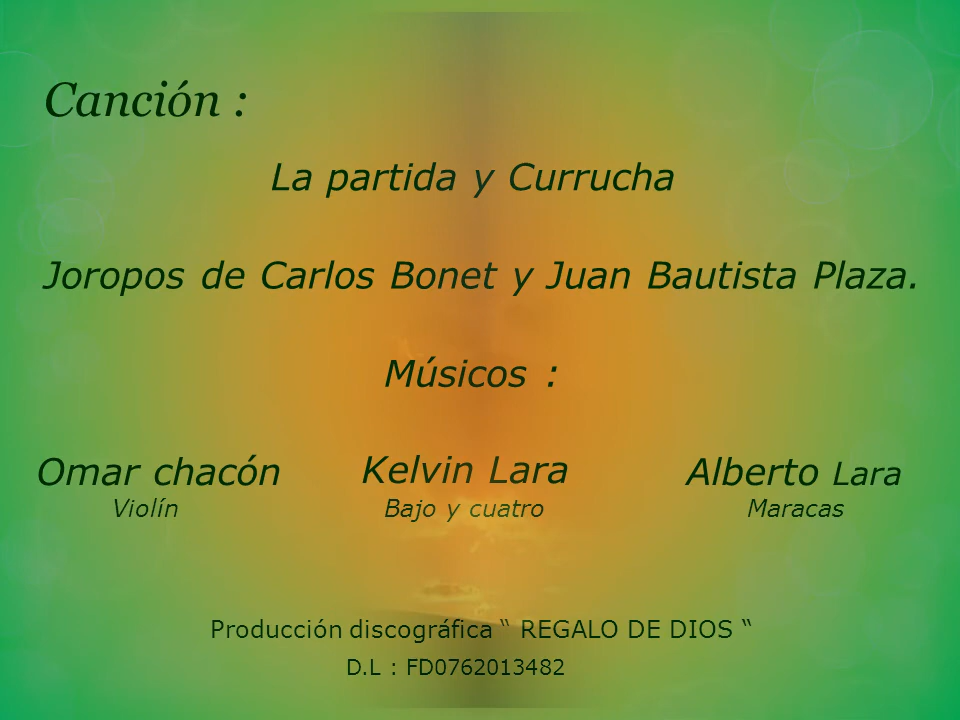 Canción :
La partida y Currucha
Joropos de Carlos Bonet y Juan Bautista Plaza.
Músicos :
Omar chacón Kelvin Lara Alberto Lara
Violín Bajo y cuatro Maracas
Producción discográfica “ REGALO DE DIOS “
D.L : FD0762013482